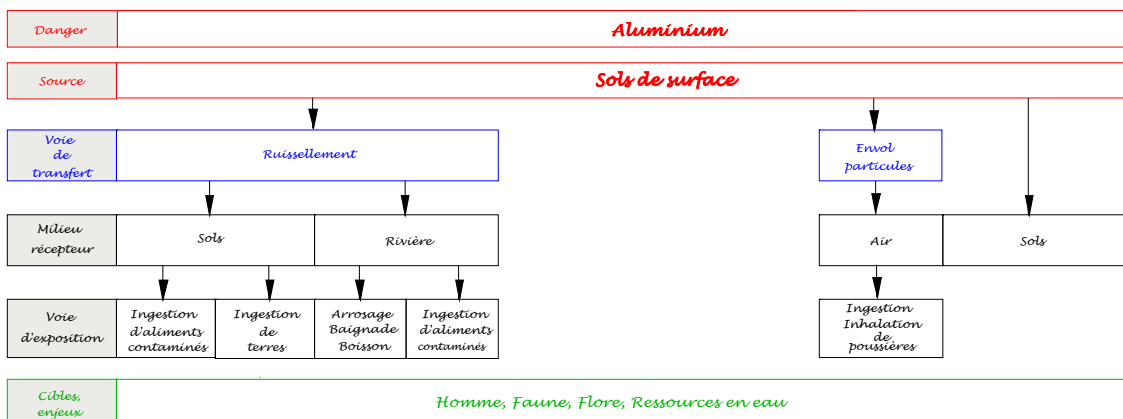 Danger
Aluminium
Source
Sols de surface
Voie
de
transfert
Ruissellement
Envol
particules
Milieu
récepteur
Sols
Rivière
Air
Sols
Voie
d'exposition
Ingestion
d'aliments
contaminés
Ingestion
de
terres
Arrosage
Baignade
Boisson
Ingestion
d'aliments
contaminés
Ingestion
Inhalation
de
poussières
Cibles,
enjeux
Homme, Faune, Flore, Ressources en eau